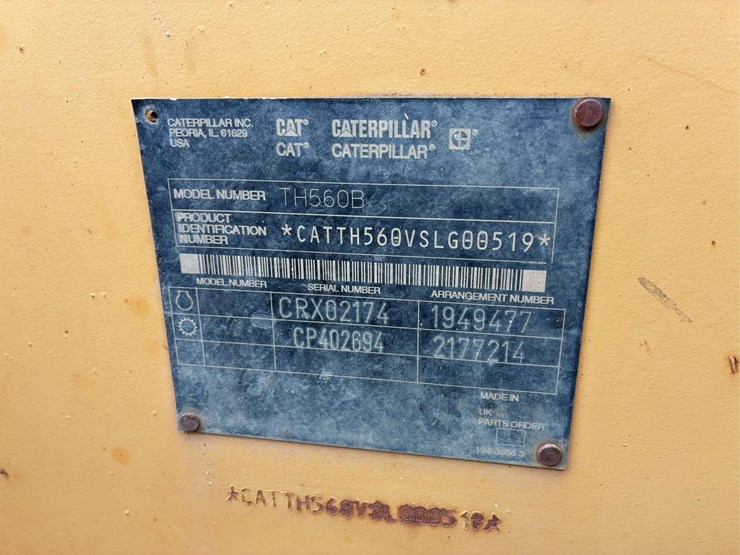 CATERPILLAR INC.
PEORIA, IL. 61629
USA
CAT® CATERPILLAR®
CAT® CATERPILLAR®
MODEL NUMBER TH560B
PRODUCT
IDENTIFICATION
NUMBER
*CATTH560VSLG00519*
MODEL NUMBER SERIAL NUMBER ARRANGEMENT NUMBER
CRX02174 1949477
CP402694 2177214
MADE IN
UK
PARTS ORDER
*CATTH560VSLG00519*